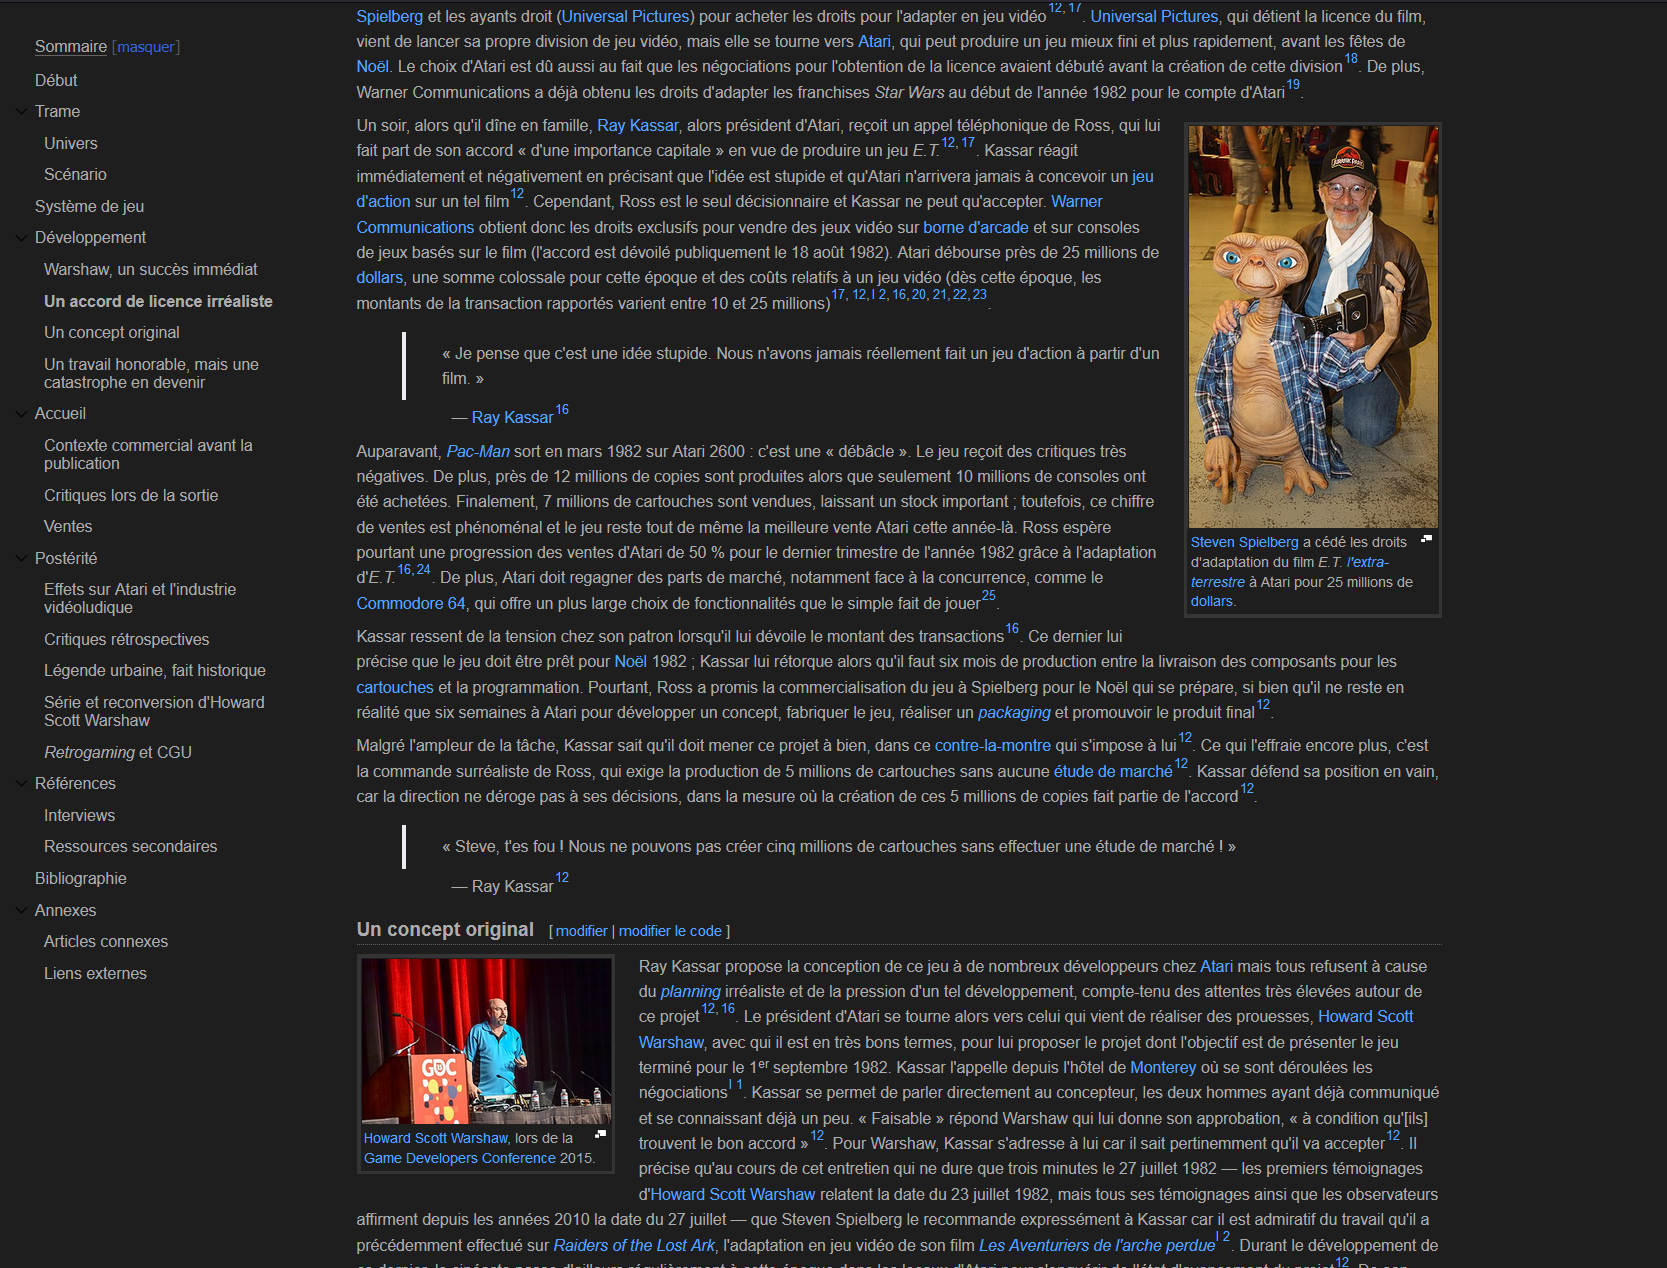 Sommaire [masquer]
Début
Trame
Univers
Scénario
Système de jeu
Développement
Warshaw, un succès immédiat
Un accord de licence irréaliste
Un concept original
Un travail honorable, mais une
catastrophe en devenir
Accueil
Contexte commercial avant la
publication
Critiques lors de la sortie
Ventes
Postérité
Effets sur Atari et l'industrie
vidéoludique
Critiques rétrospectives
Légende urbaine, fait historique
Série et reconversion d'Howard
Scott Warshaw
Retrogaming et CGU
Références
Interviews
Ressources secondaires
Bibliographie
Annexes
Articles connexes
Liens externes
Spielberg et les ayants droit (Universal Pictures) pour acheter les droits pour l'adapter en jeu vidéo12, 17. Universal Pictures, qui détient la licence du film,
vient de lancer sa propre division de jeu vidéo, mais elle se tourne vers Atari, qui peut produire un jeu mieux fini et plus rapidement, avant les fêtes de
Noël. Le choix d'Atari est dû aussi au fait que les négociations pour l'obtention de la licence avaient débuté avant la création de cette division18. De plus,
Warner Communications a déjà obtenu les droits d'adapter les franchises Star Wars au début de l'année 1982 pour le compte d'Atari19.
Un soir, alors qu'il dîne en famille, Ray Kassar, alors président d'Atari, reçoit un appel téléphonique de Ross, qui lui
fait part de son accord « d'une importance capitale » en vue de produire un jeu E.T.12, 17. Kassar réagit
immédiatement et négativement en précisant que l'idée est stupide et qu'Atari n'arrivera jamais à concevoir un jeu
d'action sur un tel film12. Cependant, Ross est le seul décisionnaire et Kassar ne peut qu'accepter. Warner
Communications obtient donc les droits exclusifs pour vendre des jeux vidéo sur borne d'arcade et sur consoles
de jeux basés sur le film (l'accord est dévoilé publiquement le 18 août 1982). Atari débourse près de 25 millions de
dollars, une somme colossale pour cette époque et des coûts relatifs à un jeu vidéo (dès cette époque, les
montants de la transaction rapportés varient entre 10 et 25 millions)17, 12, I 2, 16, 20, 21, 22, 23.
« Je pense que c'est une idée stupide. Nous n'avons jamais réellement fait un jeu d'action à partir d'un
film. »
— Ray Kassar16
JURASSIC PARK
Steven Spielberg a cédé les droits
d'adaptation du film E.T. l'extra-
terrestre à Atari pour 25 millions de
dollars.
Auparavant, Pac-Man sort en mars 1982 sur Atari 2600 : c'est une « débâcle ». Le jeu reçoit des critiques très
négatives. De plus, près de 12 millions de copies sont produites alors que seulement 10 millions de consoles ont
été achetées. Finalement, 7 millions de cartouches sont vendues, laissant un stock important ; toutefois, ce chiffre
de ventes est phénoménal et le jeu reste tout de même la meilleure vente Atari cette année-là. Ross espère
pourtant une progression des ventes d'Atari de 50 % pour le dernier trimestre de l'année 1982 grâce à l'adaptation
d'E.T.16, 24. De plus, Atari doit regagner des parts de marché, notamment face à la concurrence, comme le
Commodore 64, qui offre un plus large choix de fonctionnalités que le simple fait de jouer25.
Kassar ressent de la tension chez son patron lorsqu'il lui dévoile le montant des transactions16. Ce dernier lui
précise que le jeu doit être prêt pour Noël 1982 ; Kassar lui rétorque alors qu'il faut six mois de production entre la livraison des composants pour les
cartouches et la programmation. Pourtant, Ross a promis la commercialisation du jeu à Spielberg pour le Noël qui se prépare, si bien qu'il ne reste en
réalité que six semaines à Atari pour développer un concept, fabriquer le jeu, réaliser un packaging et promouvoir le produit final12.
Malgré l'ampleur de la tâche, Kassar sait qu'il doit mener ce projet à bien, dans ce contre-la-montre qui s'impose à lui12. Ce qui l'effraie encore plus, c'est
la commande surréaliste de Ross, qui exige la production de 5 millions de cartouches sans aucune étude de marché12. Kassar défend sa position en vain,
car la direction ne déroge pas à ses décisions, dans la mesure où la création de ces 5 millions de copies fait partie de l'accord12.
« Steve, t'es fou ! Nous ne pouvons pas créer cinq millions de cartouches sans effectuer une étude de marché ! »
— Ray Kassar12
Un concept original [ modifier | modifier le code ]
GDC
15
Howard Scott Warshaw, lors de la
Game Developers Conference 2015.
Ray Kassar propose la conception de ce jeu à de nombreux développeurs chez Atari mais tous refusent à cause
du planning irréaliste et de la pression d'un tel développement, compte-tenu des attentes très élevées autour de
ce projet12, 16. Le président d'Atari se tourne alors vers celui qui vient de réaliser des prouesses, Howard Scott
Warshaw, avec qui il est en très bons termes, pour lui proposer le projet dont l'objectif est de présenter le jeu
terminé pour le 1er septembre 1982. Kassar l'appelle depuis l'hôtel de Monterey où se sont déroulées les
négociationsI 1. Kassar se permet de parler directement au concepteur, les deux hommes ayant déjà communiqué
et se connaissant déjà un peu. « Faisable » répond Warshaw qui lui donne son approbation, « à condition qu'[ils]
trouvent le bon accord »12. Pour Warshaw, Kassar s'adresse à lui car il sait pertinemment qu'il va accepter12. Il
précise qu'au cours de cet entretien qui ne dure que trois minutes le 27 juillet 1982 — les premiers témoignages
d'Howard Scott Warshaw relatent la date du 23 juillet 1982, mais tous ses témoignages ainsi que les observateurs
affirment depuis les années 2010 la date du 27 juillet — que Steven Spielberg le recommande expressément à Kassar car il est admiratif du travail qu'il a
précédemment effectué sur Raiders of the Lost Ark, l'adaptation en jeu vidéo de son film Les Aventuriers de l'arche perdueI 2. Durant le développement de